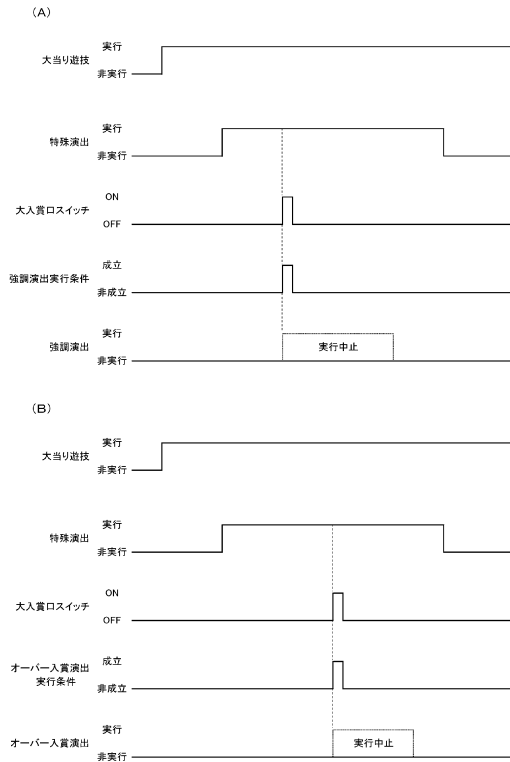 (A)
実行
大当り遊技
非実行
実行
特殊演出
非実行
ON
大入賞口スイッチ
OFF
成立
強調演出実行条件
非成立
実行
強調演出
実行中止
非実行
(B)
実行
大当り遊技
非実行
実行
特殊演出
非実行
ON
大入賞口スイッチ
OFF
成立
オーバー入賞演出
実行条件
非成立
実行
オーバー入賞演出
実行中止
非実行